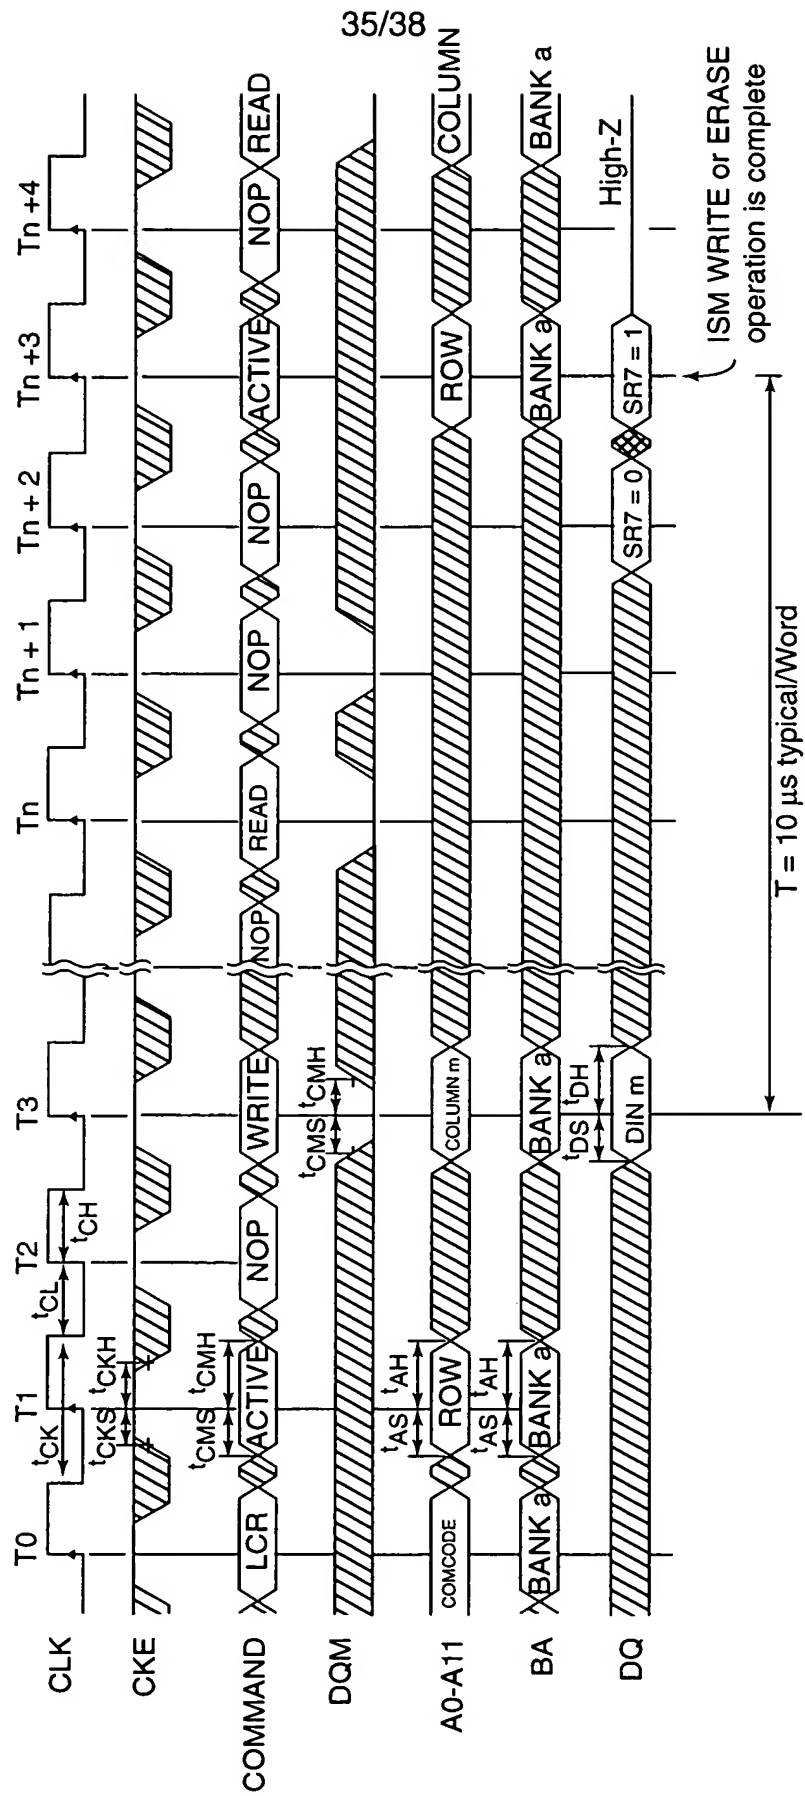 35/38
T0 T1 T2 T3 Tn Tn + 1 Tn + 2 Tn +3 Tn +4
CLK
tCK tCL tCH
CKE
tCKS tCKH
COMMAND
tCMS tCMH
LCR ACTIVE NOP WRITE NOP READ NOP NOP ACTIVE NOP READ
DQM
tCMS tCMH
A0-A11
tAS tAH
COMCODE ROW COLUMN m ROW COLUMN
BA
tAS tAH
BANK a BANK a BANK a BANK a BANK a
DQ
tDS tDH
DIN m SR7 = 0 SR7 = 1 High-Z
T = 10 µs typical/Word
ISM WRITE or ERASE
operation is complete